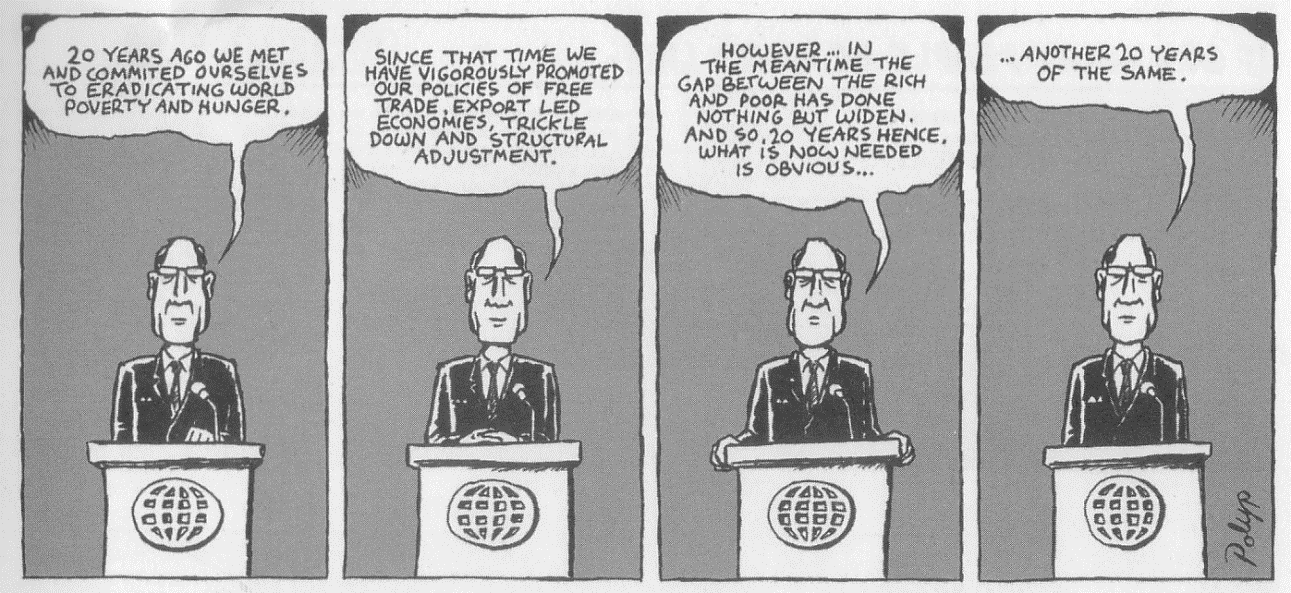 20 YEARS AGO WE MET
AND COMMITED OURSELVES
TO ERADICATING WORLD
POVERTY AND HUNGER.
SINCE THAT TIME WE
HAVE VIGOROUSLY PROMOTED
OUR POLICIES OF FREE
TRADE, EXPORT LED
ECONOMIES, TRICKLE
DOWN AND STRUCTURAL
ADJUSTMENT.
HOWEVER... IN
THE MEANTIME THE
GAP BETWEEN THE RICH
AND POOR HAS DONE
NOTHING BUT WIDEN.
AND SO, 20 YEARS HENCE,
WHAT IS NOW NEEDED
IS OBVIOUS...
...ANOTHER 20 YEARS
OF THE SAME.
Polyp